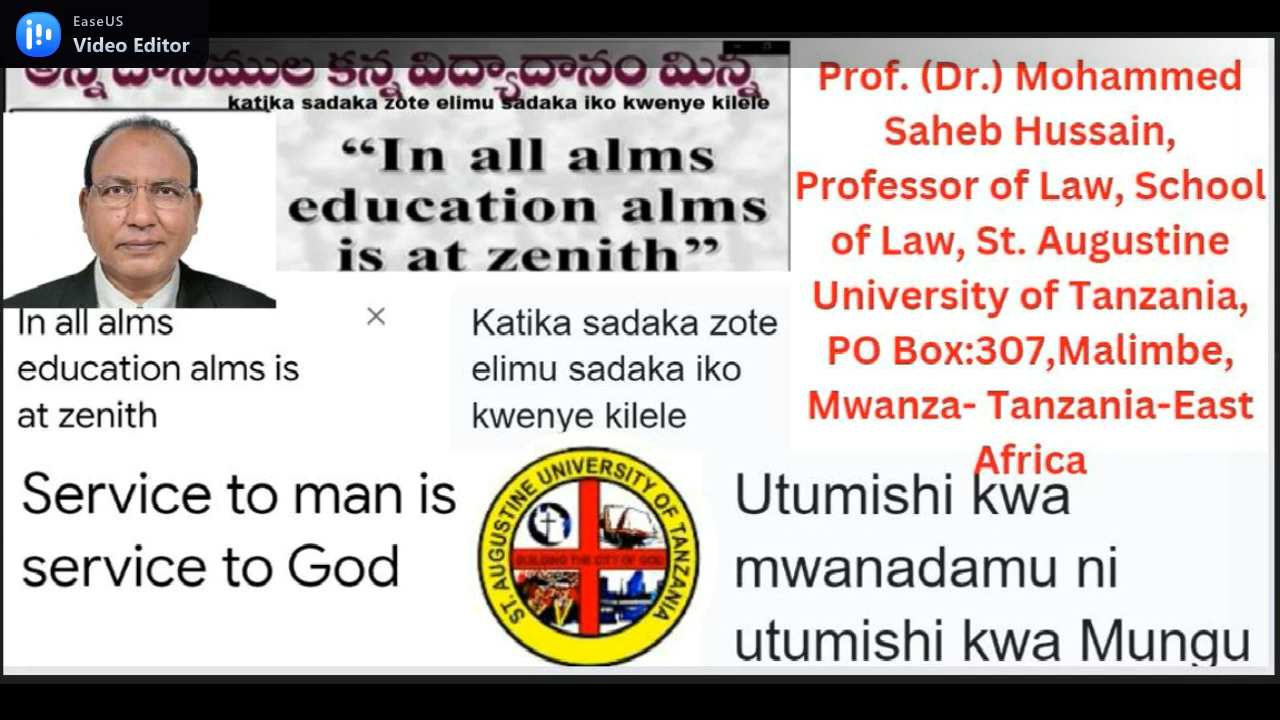 EaseUS
Video Editor
అన్న దానముల కన్న విద్యాదానం మిన్న
katika sadaka zote elimu sadaka iko kwenye kilele
“In all alms
education alms
is at zenith”
Prof. (Dr.) Mohammed
Saheb Hussain,
Professor of Law, School
of Law, St. Augustine
University of Tanzania,
PO Box:307,Malimbe,
Mwanza- Tanzania-East
Africa
In all alms
education alms is
at zenith
Katika sadaka zote
elimu sadaka iko
kwenye kilele
Service to man is
service to God
ST. AUGUSTINE UNIVERSITY OF TANZANIA
BUILDING THE CITY OF GOD
Utumishi kwa
mwanadamu ni
utumishi kwa Mungu